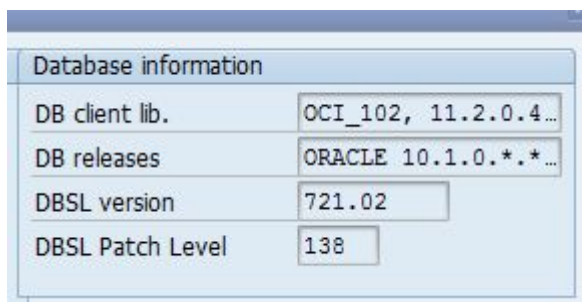 Database information
DB client lib. OCI_102, 11.2.0.4…
DB releases ORACLE 10.1.0.*.*…
DBSL version 721.02
DBSL Patch Level 138